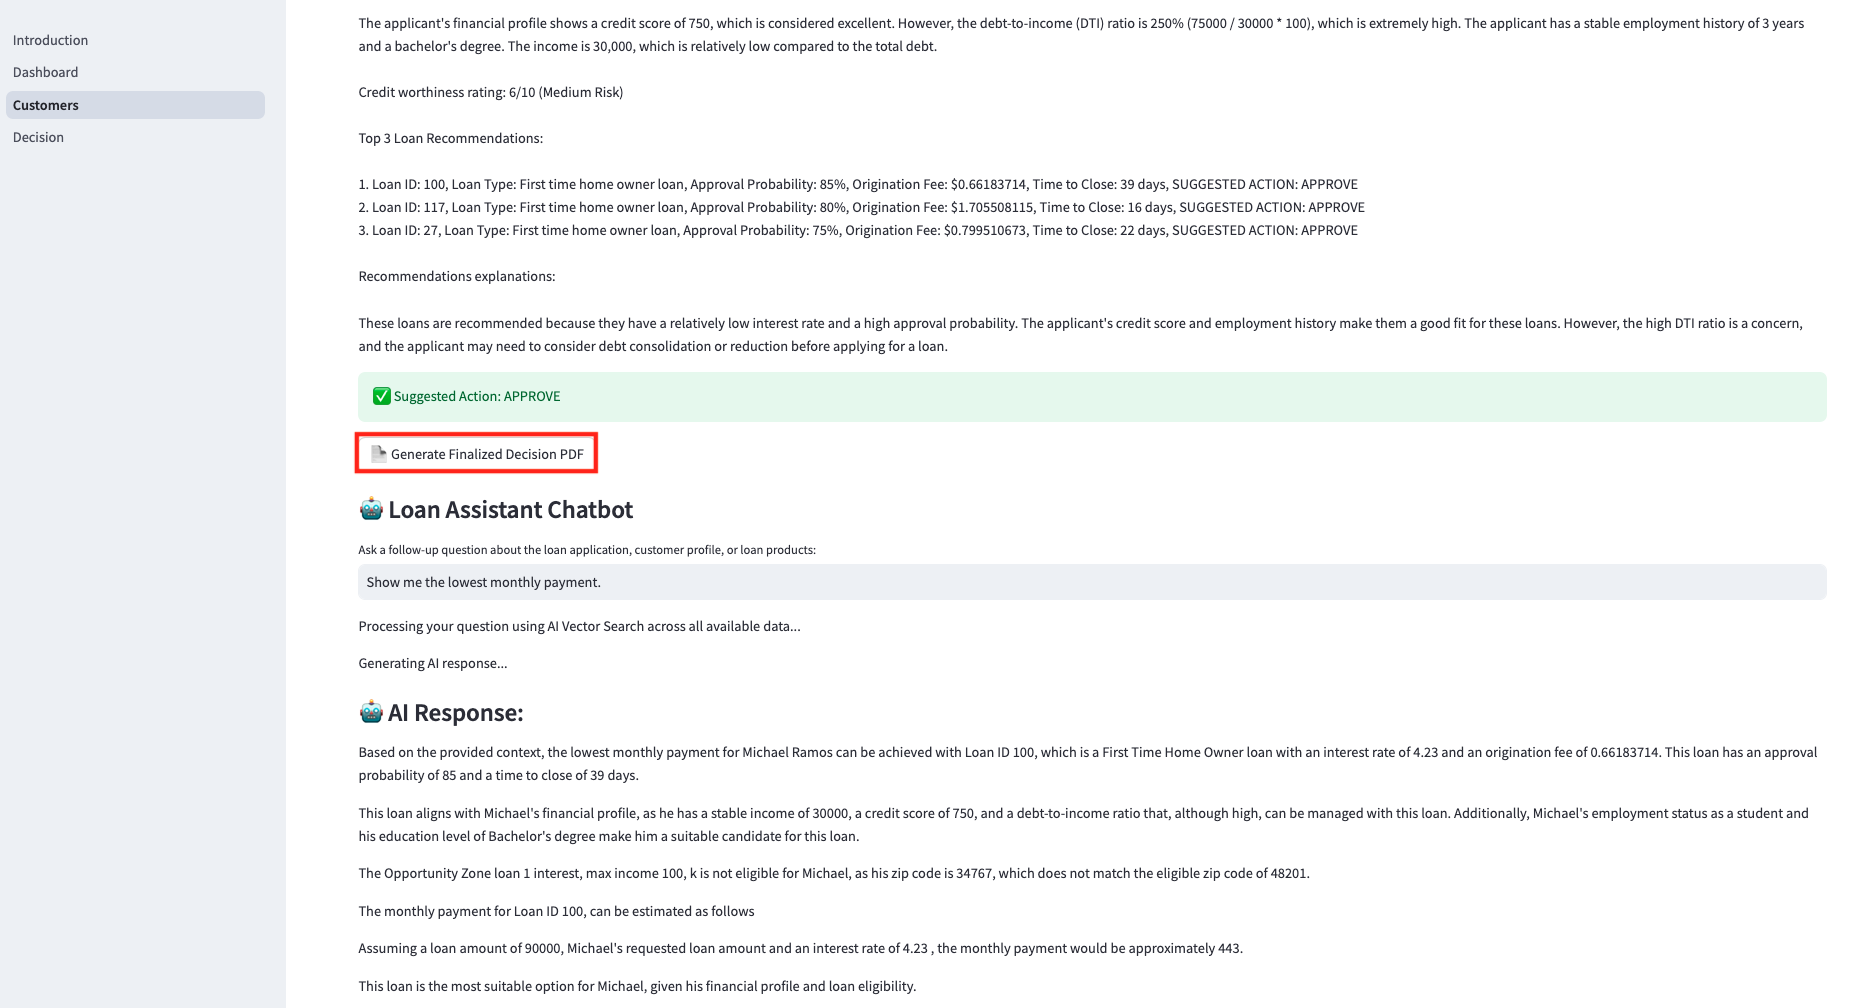 Introduction
Dashboard
Customers
Decision
The applicant's financial profile shows a credit score of 750, which is considered excellent. However, the debt-to-income (DTI) ratio is 250% (75000 / 30000 * 100), which is extremely high. The applicant has a stable employment history of 3 years
and a bachelor's degree. The income is 30,000, which is relatively low compared to the total debt.
Credit worthiness rating: 6/10 (Medium Risk)
Top 3 Loan Recommendations:
1. Loan ID: 100, Loan Type: First time home owner loan, Approval Probability: 85%, Origination Fee: $0.66183714, Time to Close: 39 days, SUGGESTED ACTION: APPROVE
2. Loan ID: 117, Loan Type: First time home owner loan, Approval Probability: 80%, Origination Fee: $1.705508115, Time to Close: 16 days, SUGGESTED ACTION: APPROVE
3. Loan ID: 27, Loan Type: First time home owner loan, Approval Probability: 75%, Origination Fee: $0.799510673, Time to Close: 22 days, SUGGESTED ACTION: APPROVE
Recommendations explanations:
These loans are recommended because they have a relatively low interest rate and a high approval probability. The applicant's credit score and employment history make them a good fit for these loans. However, the high DTI ratio is a concern,
and the applicant may need to consider debt consolidation or reduction before applying for a loan.
Suggested Action: APPROVE
Generate Finalized Decision PDF
Loan Assistant Chatbot
Ask a follow-up question about the loan application, customer profile, or loan products:
Show me the lowest monthly payment.
Processing your question using AI Vector Search across all available data...
Generating AI response...
AI Response:
Based on the provided context, the lowest monthly payment for Michael Ramos can be achieved with Loan ID 100, which is a First Time Home Owner loan with an interest rate of 4.23 and an origination fee of 0.66183714. This loan has an approval
probability of 85 and a time to close of 39 days.
This loan aligns with Michael's financial profile, as he has a stable income of 30000, a credit score of 750, and a debt-to-income ratio that, although high, can be managed with this loan. Additionally, Michael's employment status as a student and
his education level of Bachelor's degree make him a suitable candidate for this loan.
The Opportunity Zone loan 1 interest, max income 100, k is not eligible for Michael, as his zip code is 34767, which does not match the eligible zip code of 48201.
The monthly payment for Loan ID 100, can be estimated as follows
Assuming a loan amount of 90000, Michael's requested loan amount and an interest rate of 4.23 , the monthly payment would be approximately 443.
This loan is the most suitable option for Michael, given his financial profile and loan eligibility.